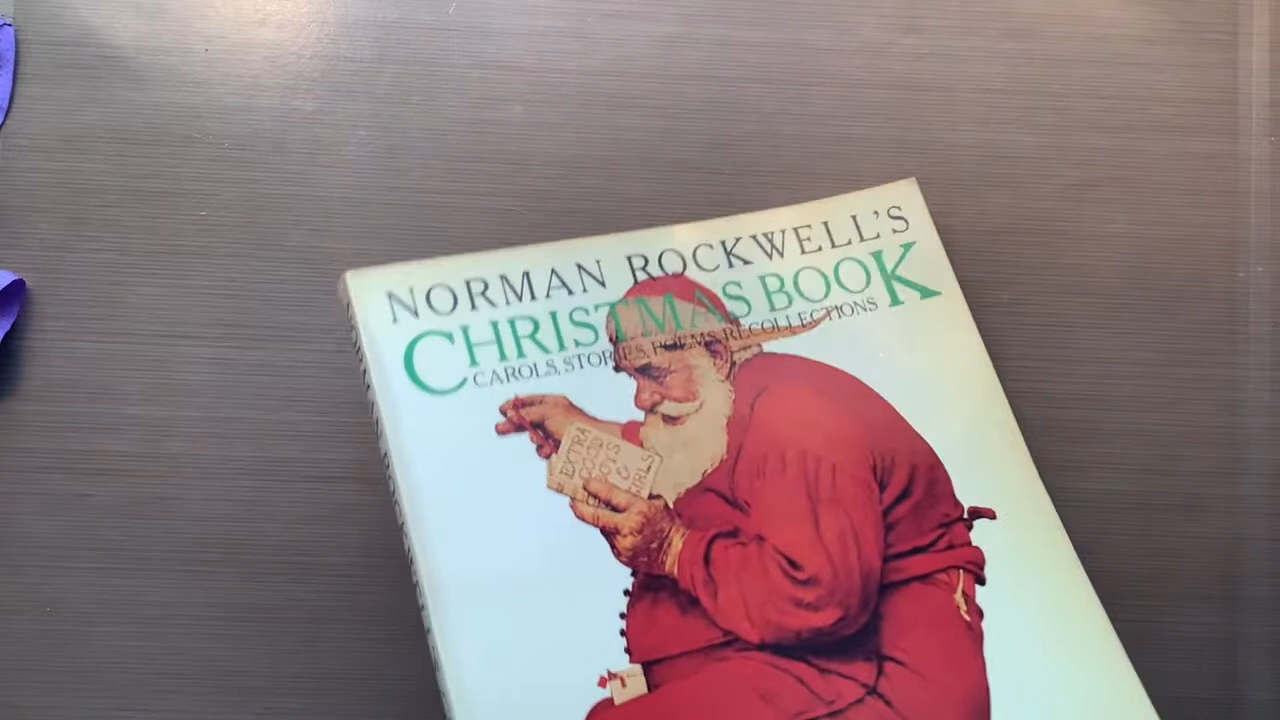 NORMAN ROCKWELL'S
CHRISTMAS BOOK
CAROLS, STORIES, POEMS, RECOLLECTIONS
EXTRA
GOOD
BOYS
&
GIRLS